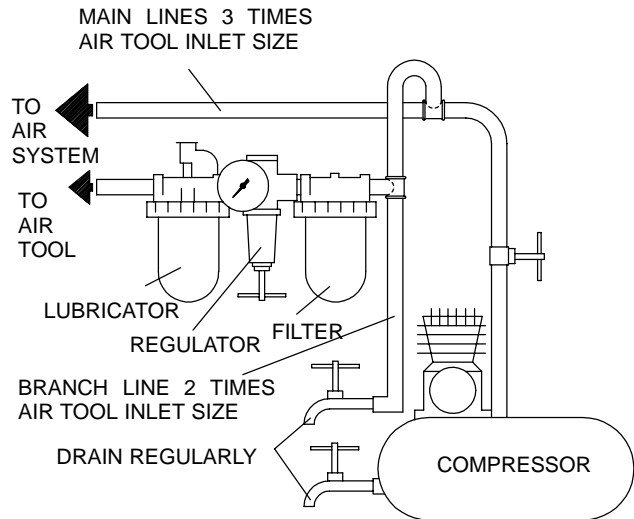 MAIN LINES 3 TIMES
AIR TOOL INLET SIZE
TO
AIR
SYSTEM
TO
AIR
TOOL
LUBRICATOR
REGULATOR
FILTER
BRANCH LINE 2 TIMES
AIR TOOL INLET SIZE
DRAIN REGULARLY
COMPRESSOR